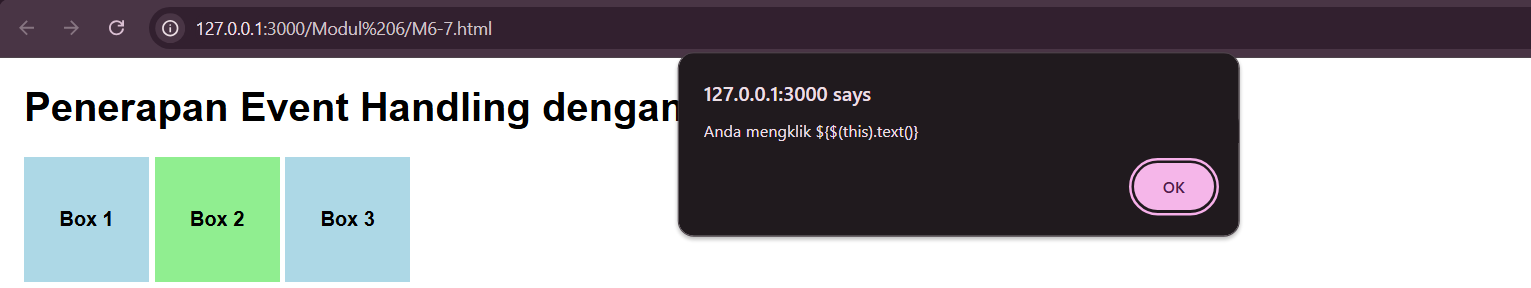 127.0.0.1:3000/Modul%206/M6-7.html
127.0.0.1:3000 says
Anda mengklik ${$(this).text()}
OK
Penerapan Event Handling dengan
Box 1
Box 2
Box 3